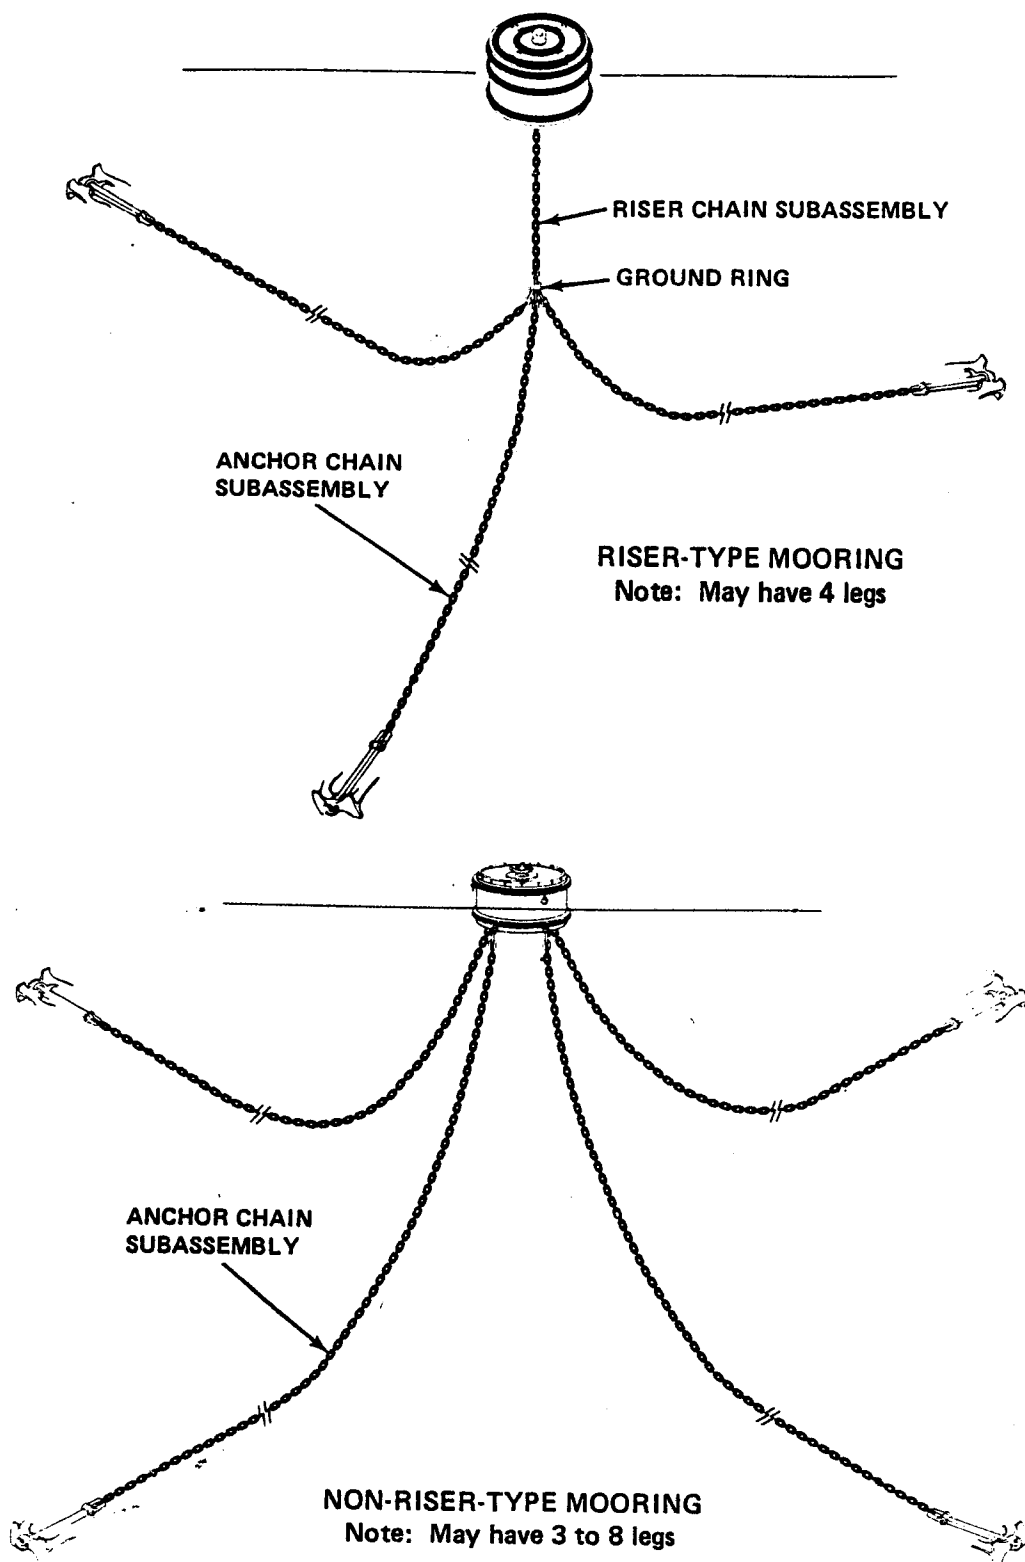 RISER CHAIN SUBASSEMBLY
GROUND RING
ANCHOR CHAIN
SUBASSEMBLY
RISER-TYPE MOORING
Note: May have 4 legs
ANCHOR CHAIN
SUBASSEMBLY
NON-RISER-TYPE MOORING
Note: May have 3 to 8 legs